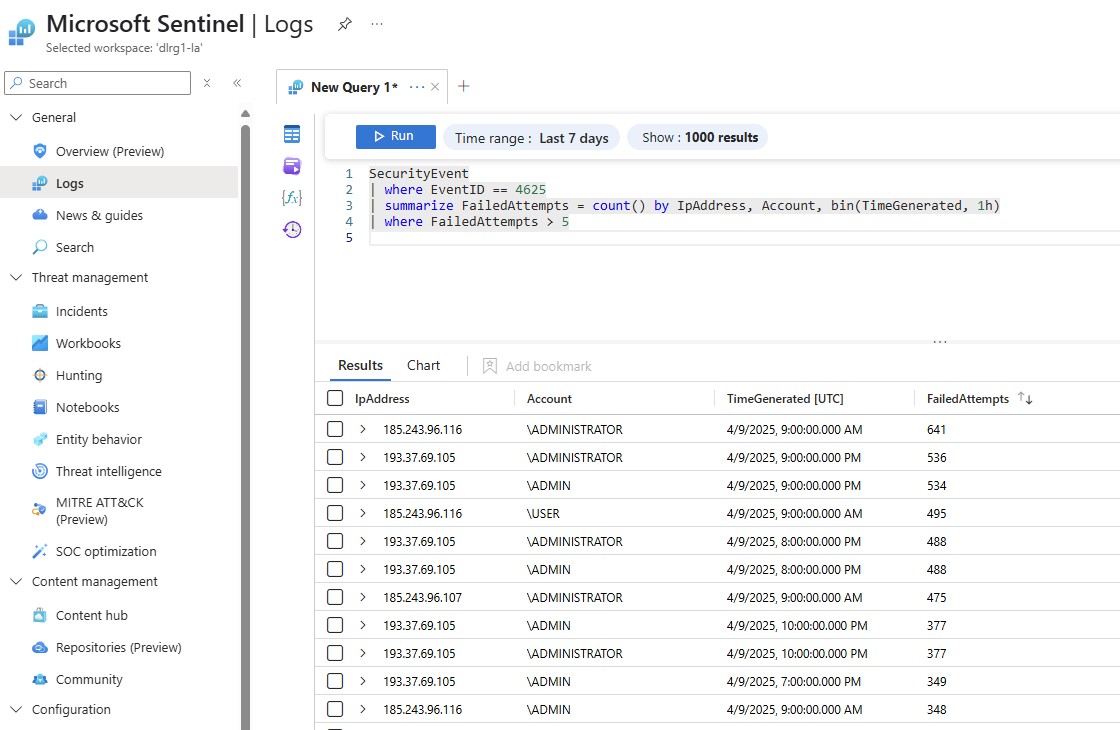 Microsoft Sentinel | Logs
Selected workspace: 'dlrg1-la'
Search
General
Overview (Preview)
Logs
News & guides
Search
Threat management
Incidents
Workbooks
Hunting
Notebooks
Entity behavior
Threat intelligence
MITRE ATT&CK
(Preview)
SOC optimization
Content management
Content hub
Repositories (Preview)
Community
Configuration
New Query 1*
Run
Time range : Last 7 days
Show : 1000 results
1 SecurityEvent
2 | where EventID == 4625
3 | summarize FailedAttempts = count() by IpAddress, Account, bin(TimeGenerated, 1h)
4 | where FailedAttempts > 5
5
Results Chart Add bookmark
IpAddress Account TimeGenerated [UTC] FailedAttempts
185.243.96.116 \ADMINISTRATOR 4/9/2025, 9:00:00.000 AM 641
193.37.69.105 \ADMINISTRATOR 4/9/2025, 9:00:00.000 PM 536
193.37.69.105 \ADMIN 4/9/2025, 9:00:00.000 PM 534
185.243.96.116 \USER 4/9/2025, 9:00:00.000 AM 495
193.37.69.105 \ADMINISTRATOR 4/9/2025, 8:00:00.000 PM 488
193.37.69.105 \ADMIN 4/9/2025, 8:00:00.000 PM 488
185.243.96.107 \ADMINISTRATOR 4/9/2025, 9:00:00.000 AM 475
193.37.69.105 \ADMIN 4/9/2025, 10:00:00.000 PM 377
193.37.69.105 \ADMINISTRATOR 4/9/2025, 10:00:00.000 PM 377
193.37.69.105 \ADMIN 4/9/2025, 7:00:00.000 PM 349
185.243.96.116 \ADMIN 4/9/2025, 9:00:00.000 AM 348